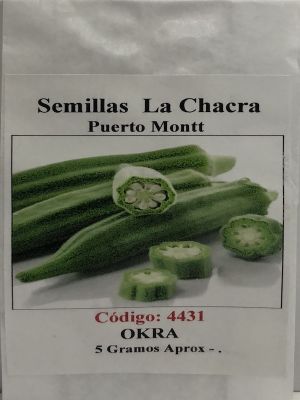 Semillas La Chacra
Puerto Montt
Código: 4431
OKRA
5 Gramos Aprox - .